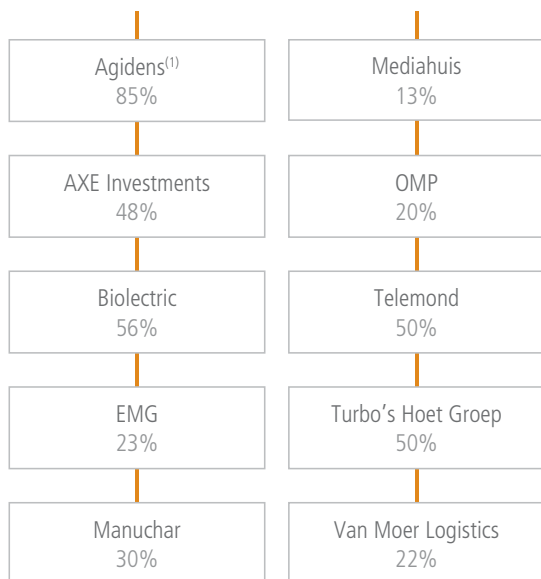 Agidens(1)
85%
AXE Investments
48%
Biolectric
56%
EMG
23%
Manuchar
30%
Mediahuis
13%
OMP
20%
Telemond
50%
Turbo's Hoet Groep
50%
Van Moer Logistics
22%